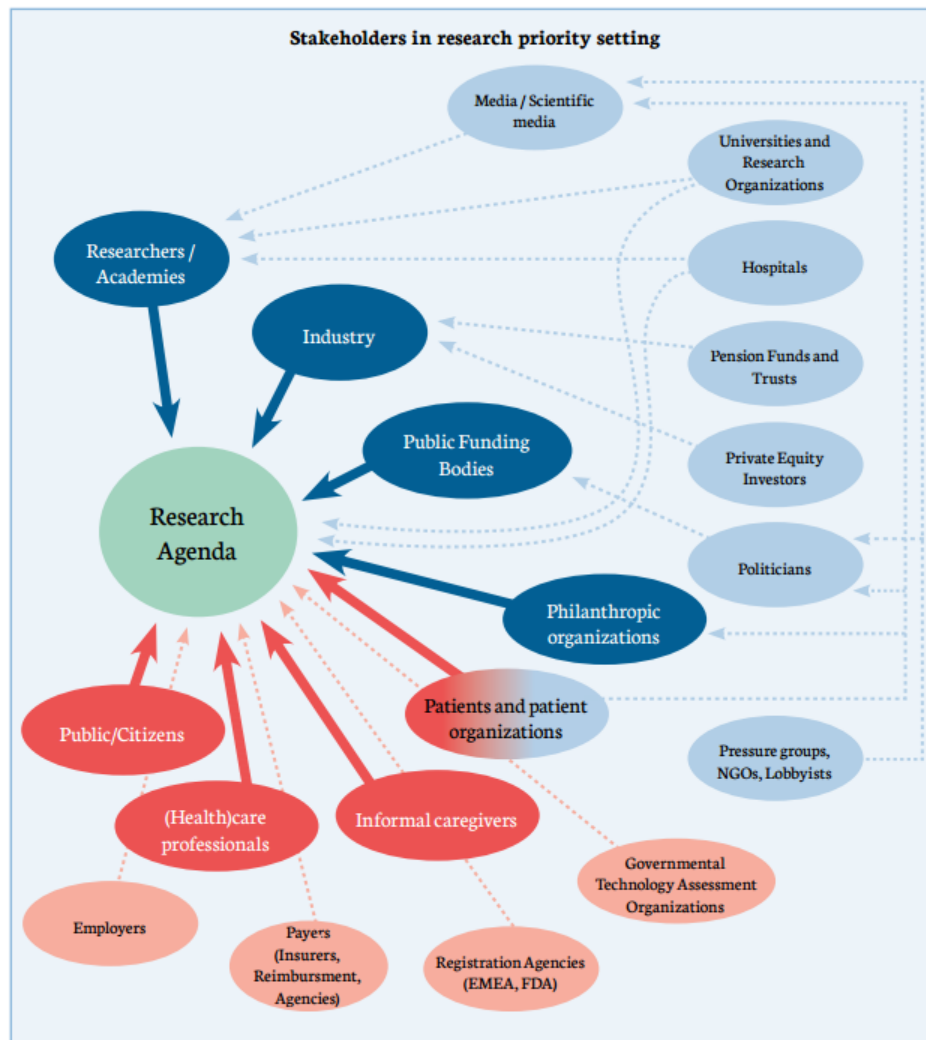 Stakeholders in research priority setting
Media / Scientific
media
Universities and
Research
Organizations
Researchers /
Academies
Hospitals
Industry
Pension Funds and
Trusts
Public Funding
Bodies
Private Equity
Investors
Research
Agenda
Politicians
Philanthropic
organizations
Patients and patient
organizations
Public/Citizens
Pressure groups,
NGOs, Lobbyists
(Health)care
professionals
Informal caregivers
Governmental
Technology Assessment
Organizations
Employers
Payers
(Insurers,
Reimbursment,
Agencies)
Registration Agencies
(EMEA, FDA)